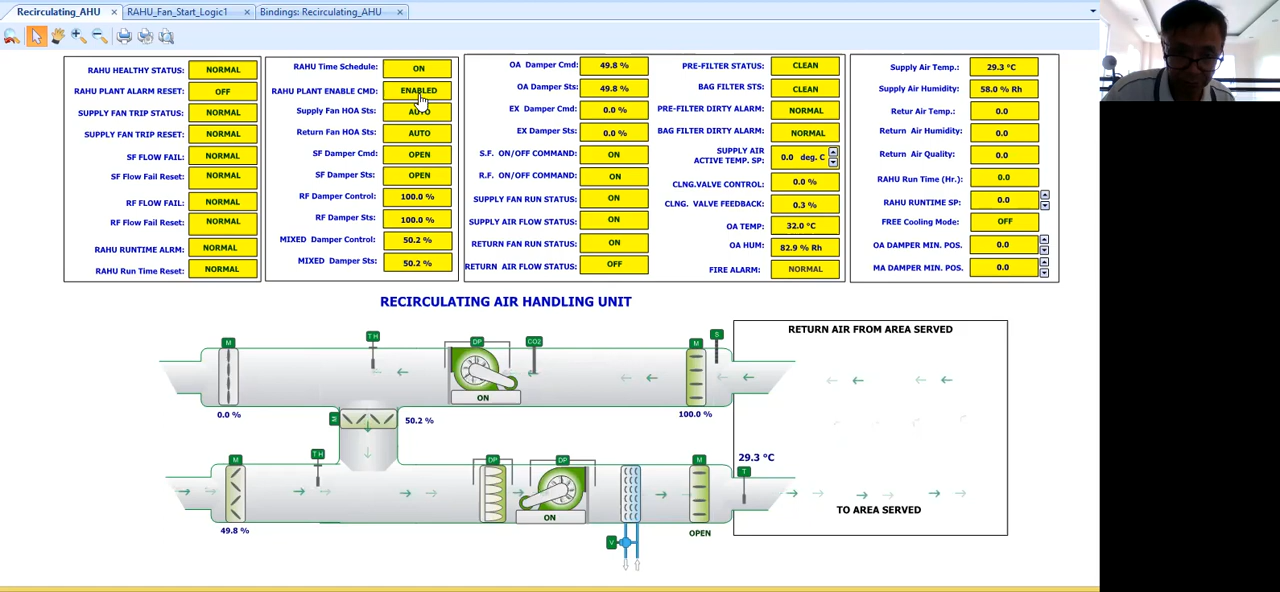 Recirculating_AHU
RAHU_Fan_Start_Logic1
Bindings: Recirculating_AHU
RAHU HEALTHY STATUS: NORMAL
RAHU PLANT ALARM RESET: OFF
SUPPLY FAN TRIP STATUS: NORMAL
SUPPLY FAN TRIP RESET: NORMAL
SF FLOW FAIL: NORMAL
SF Flow Fail Reset: NORMAL
RF FLOW FAIL: NORMAL
RF Flow Fail Reset: NORMAL
RAHU RUNTIME ALRM: NORMAL
RAHU Run Time Reset: NORMAL
RAHU Time Schedule: ON
RAHU PLANT ENABLE CMD: ENABLED
Supply Fan HOA Sts: AUTO
Return Fan HOA Sts: AUTO
SF Damper Cmd: OPEN
SF Damper Sts: OPEN
RF Damper Control: 100.0 %
RF Damper Sts: 100.0 %
MIXED Damper Control: 50.2 %
MIXED Damper Sts: 50.2 %
OA Damper Cmd: 49.8 %
OA Damper Sts: 49.8 %
EX Damper Cmd: 0.0 %
EX Damper Sts: 0.0 %
S.F. ON/OFF COMMAND: ON
R.F. ON/OFF COMMAND: ON
SUPPLY FAN RUN STATUS: ON
SUPPLY AIR FLOW STATUS: ON
RETURN FAN RUN STATUS: ON
RETURN AIR FLOW STATUS: OFF
PRE-FILTER STATUS: CLEAN
BAG FILTER STS: CLEAN
PRE-FILTER DIRTY ALARM: NORMAL
BAG FILTER DIRTY ALARM: NORMAL
SUPPLY AIR
ACTIVE TEMP. SP: 0.0 deg. C
CLNG.VALVE CONTROL: 0.0 %
CLNG. VALVE FEEDBACK: 0.3 %
OA TEMP: 32.0 °C
OA HUM: 82.9 % Rh
FIRE ALARM: NORMAL
Supply Air Temp.: 29.3 °C
Supply Air Humidity: 58.0 % Rh
Retur Air Temp.: 0.0
Return Air Humidity: 0.0
Return Air Quality: 0.0
RAHU Run Time (Hr.): 0.0
RAHU RUNTIME SP: 0.0
FREE Cooling Mode: OFF
OA DAMPER MIN. POS. 0.0
MA DAMPER MIN. POS. 0.0
RECIRCULATING AIR HANDLING UNIT
RETURN AIR FROM AREA SERVED
M
T H
DP
CO2
M
S
ON
0.0 %
100.0 %
M
50.2 %
29.3 °C
M
T H
DP
DP
M
T
ON
TO AREA SERVED
49.8 %
OPEN
V